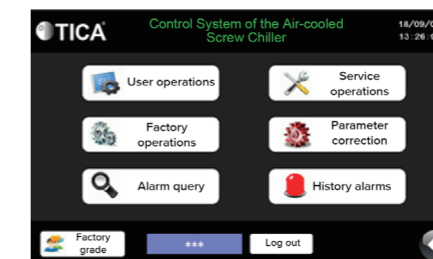 TICA
Control System of the Air-cooled
Screw Chiller
18/09/0
13:26:0
User operations
Service
operations
Factory
operations
Parameter
correction
Alarm query
History alarms
Factory
grade
***
Log out